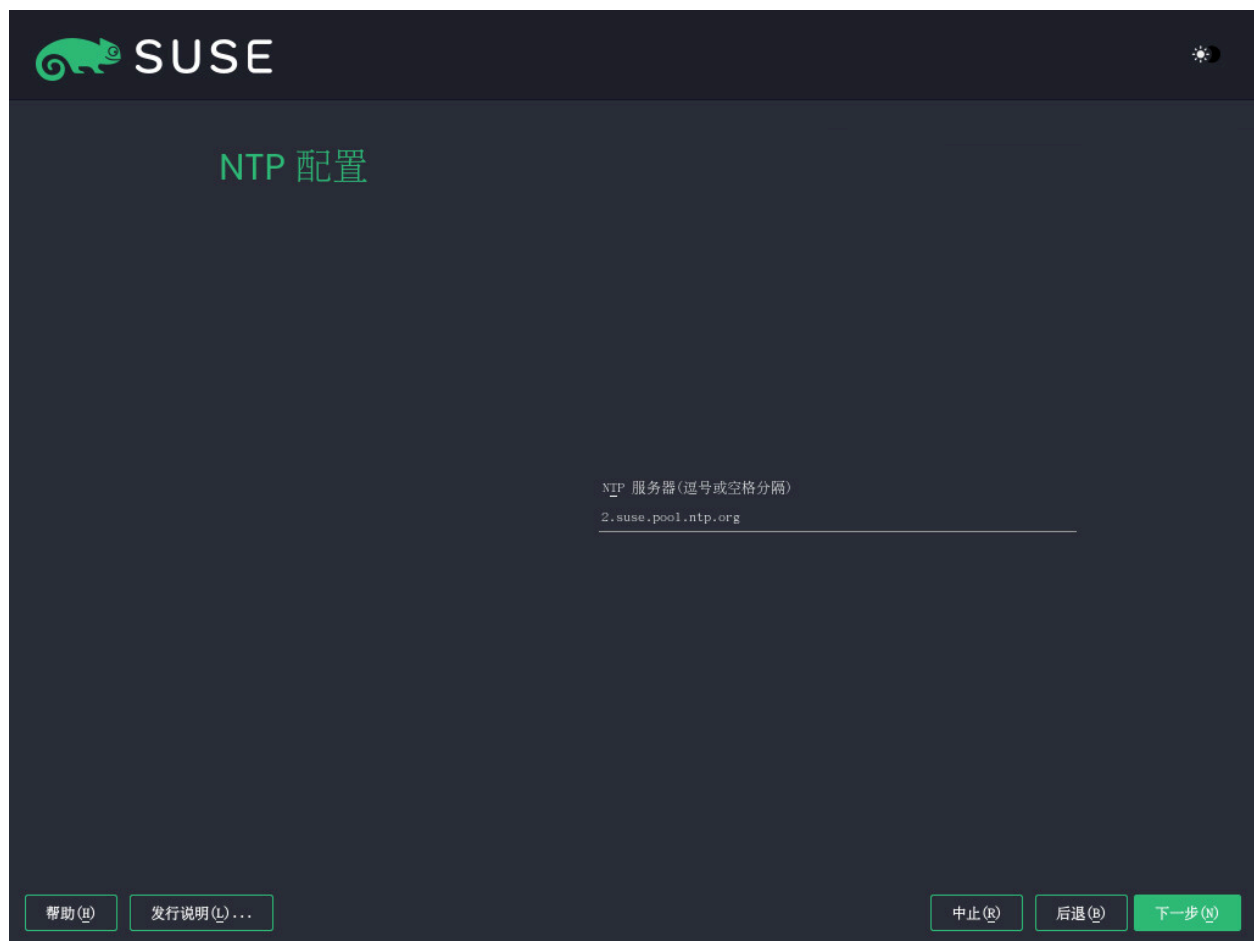 SUSE
NTP 配置
NTP 服务器(逗号或空格分隔)
2.suse.pool.ntp.org
帮助(H) 发行说明(L)... 中止(R) 后退(B) 下一步(N)